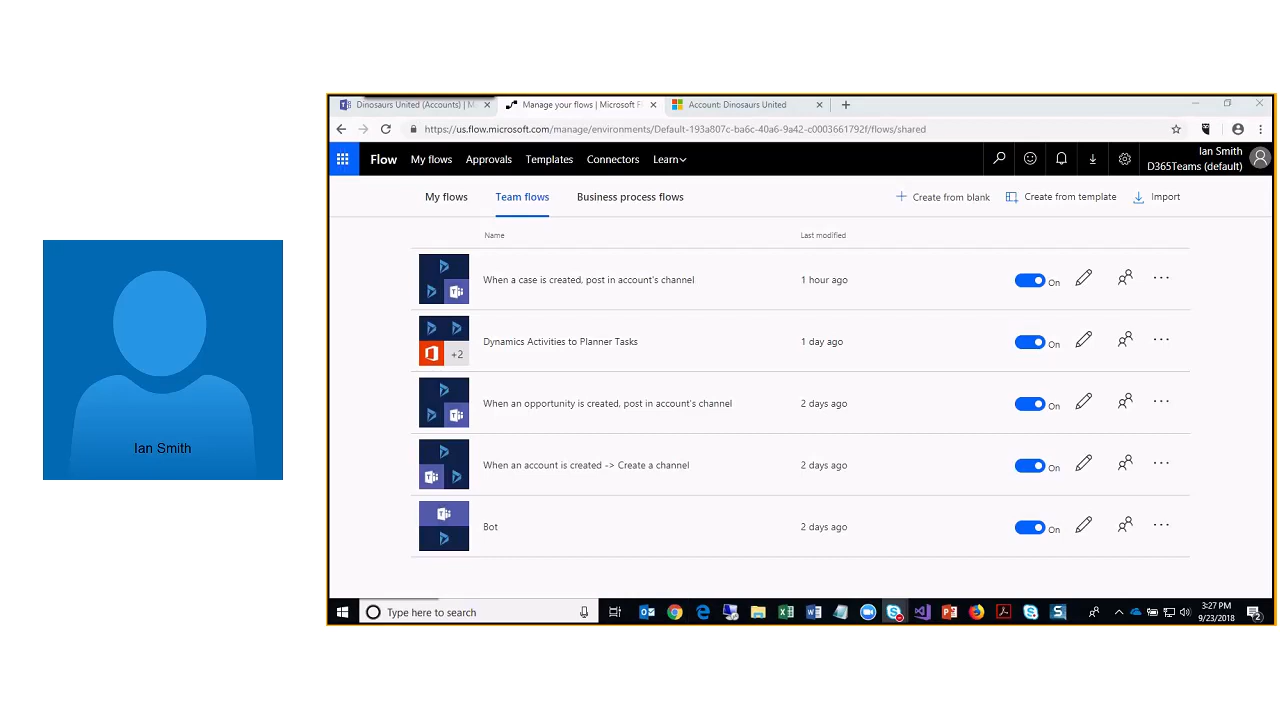 Dinosaurs United (Accounts) | M
Manage your flows | Microsoft F
Account: Dinosaurs United
https://us.flow.microsoft.com/manage/environments/Default-193a807c-ba6c-40a6-9a42-c0003661792f/flows/shared
Flow My flows Approvals Templates Connectors Learn
Ian Smith
D365Teams (default)
My flows Team flows Business process flows
Create from blank Create from template Import
Name Last modified
When a case is created, post in account's channel 1 hour ago On
Dynamics Activities to Planner Tasks 1 day ago On
+2
When an opportunity is created, post in account's channel 2 days ago On
When an account is created -> Create a channel 2 days ago On
Bot 2 days ago On
Ian Smith
Type here to search
3:27 PM
9/23/2018
2